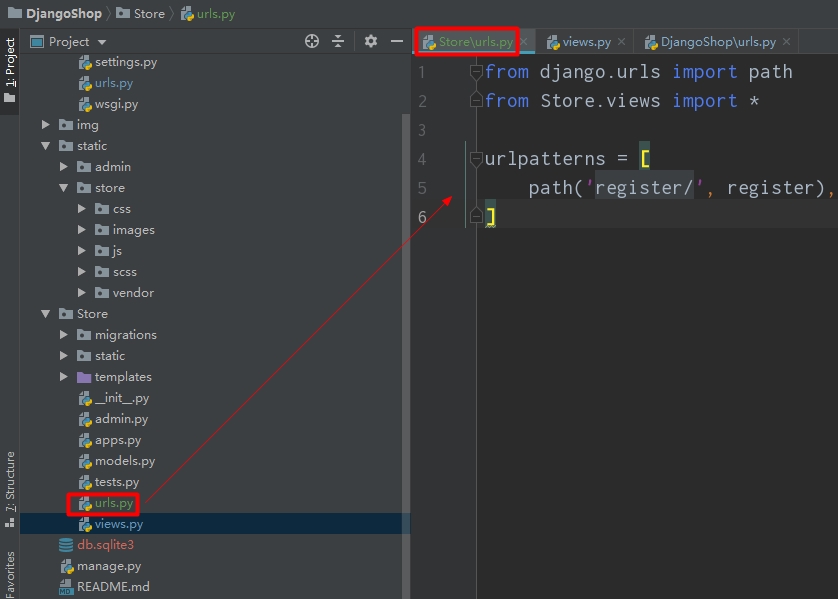 DjangoShop Store urls.py
1: Project
Project
Store\urls.py views.py DjangoShop\urls.py
settings.py
urls.py
wsgi.py
img
static
admin
store
css
images
js
scss
vendor
Store
migrations
static
templates
__init__.py
admin.py
apps.py
models.py
tests.py
urls.py
views.py
db.sqlite3
manage.py
MD README.md
7: Structure
Favorites
1 from django.urls import path
2 from Store.views import *
3
4 urlpatterns = [
5 path('register/', register),
6 ]